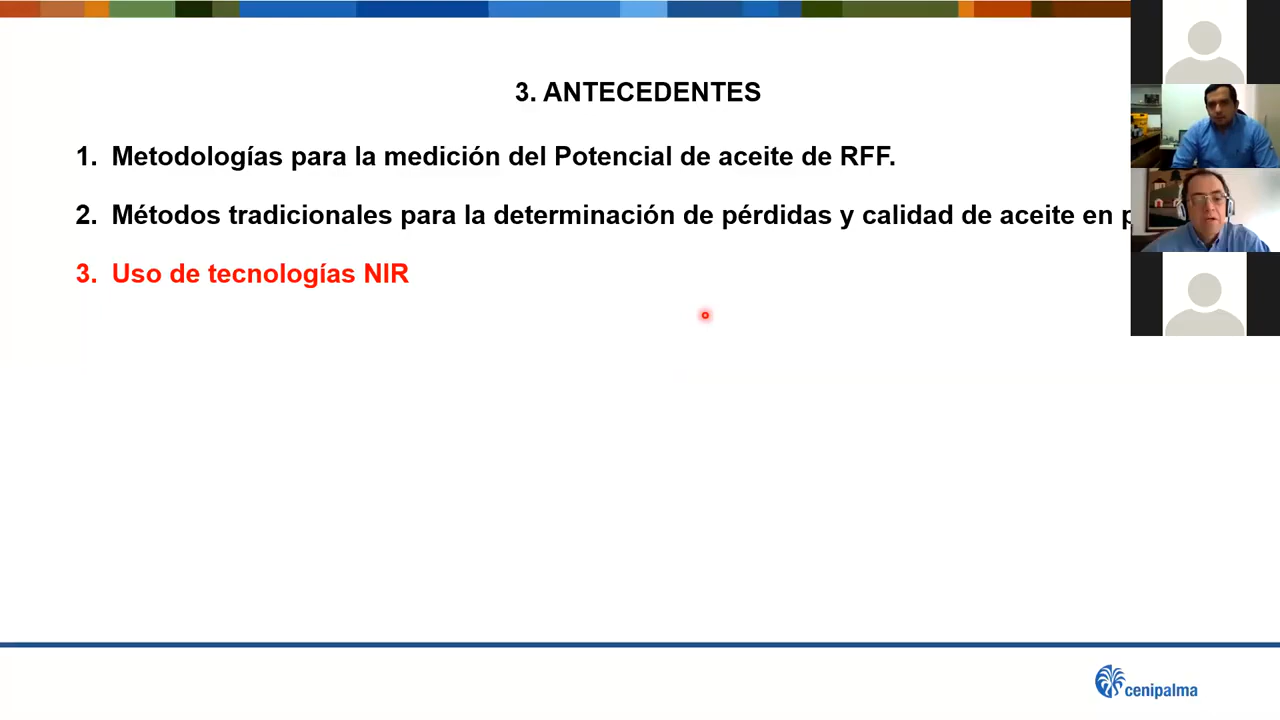 3. ANTECEDENTES
1. Metodologías para la medición del Potencial de aceite de RFF.
2. Métodos tradicionales para la determinación de pérdidas y calidad de aceite en p
3. Uso de tecnologías NIR
cenipalma